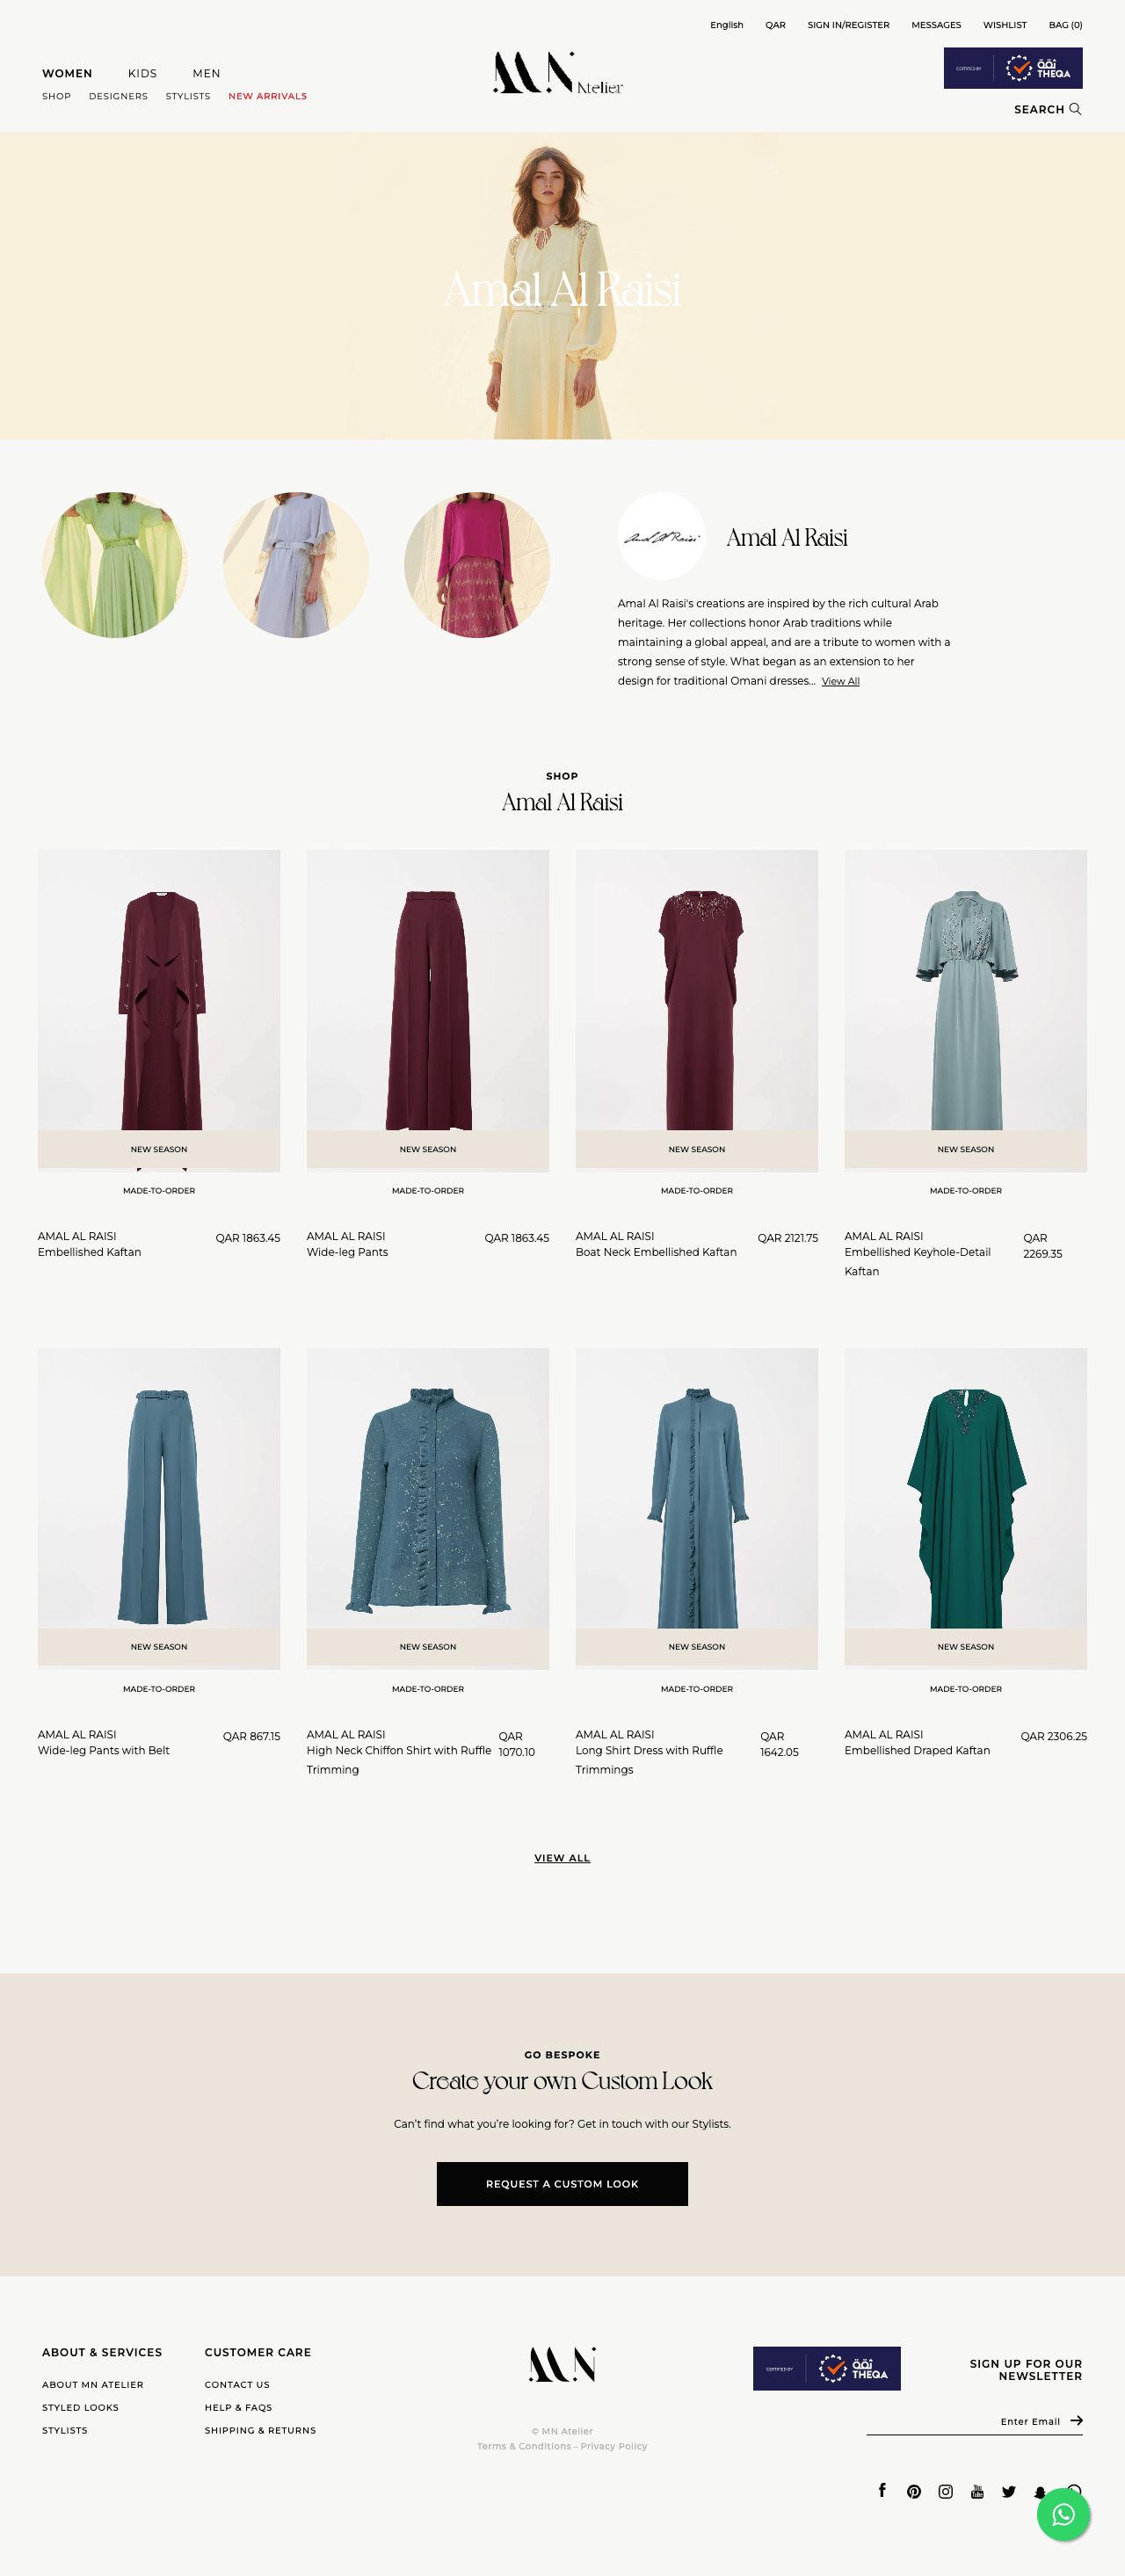 English QAR SIGN IN/REGISTER MESSAGES WISHLIST BAG (0)
WOMEN KIDS MEN
SHOP DESIGNERS STYLISTS NEW ARRIVALS
MN Atelier
CERTIFIED BY ثقة THEQA
SEARCH
Amal Al Raisi
Amal Al Raisi
Amal Al Raisi
Amal Al Raisi's creations are inspired by the rich cultural Arab
heritage. Her collections honor Arab traditions while
maintaining a global appeal, and are a tribute to women with a
strong sense of style. What began as an extension to her
design for traditional Omani dresses... View All
SHOP
Amal Al Raisi
NEW SEASON
MADE-TO-ORDER
AMAL AL RAISI
Embellished Kaftan
QAR 1863.45
NEW SEASON
MADE-TO-ORDER
AMAL AL RAISI
Wide-leg Pants
QAR 1863.45
NEW SEASON
MADE-TO-ORDER
AMAL AL RAISI
Boat Neck Embellished Kaftan
QAR 2121.75
NEW SEASON
MADE-TO-ORDER
AMAL AL RAISI
Embellished Keyhole-Detail
Kaftan
QAR
2269.35
NEW SEASON
MADE-TO-ORDER
AMAL AL RAISI
Wide-leg Pants with Belt
QAR 867.15
NEW SEASON
MADE-TO-ORDER
AMAL AL RAISI
High Neck Chiffon Shirt with Ruffle
Trimming
QAR
1070.10
NEW SEASON
MADE-TO-ORDER
AMAL AL RAISI
Long Shirt Dress with Ruffle
Trimmings
QAR
1642.05
NEW SEASON
MADE-TO-ORDER
AMAL AL RAISI
Embellished Draped Kaftan
QAR 2306.25
VIEW ALL
GO BESPOKE
Create your own Custom Look
Can't find what you're looking for? Get in touch with our Stylists.
REQUEST A CUSTOM LOOK
ABOUT & SERVICES
ABOUT MN ATELIER
STYLED LOOKS
STYLISTS
CUSTOMER CARE
CONTACT US
HELP & FAQS
SHIPPING & RETURNS
MN
© MN Atelier
Terms & Conditions – Privacy Policy
CERTIFIED BY ثقة THEQA
SIGN UP FOR OUR
NEWSLETTER
Enter Email
You Tube